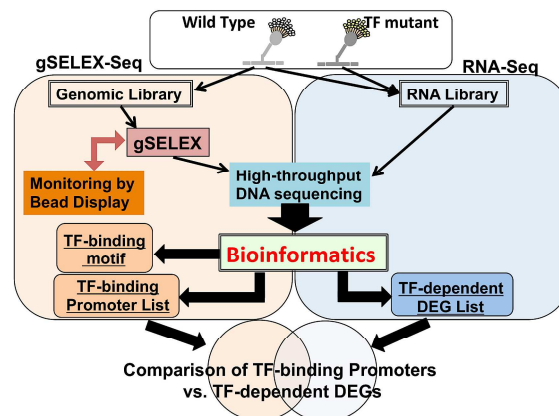 Wild Type
TF mutant
gSELEX-Seq
RNA-Seq
Genomic Library
RNA Library
gSELEX
High-throughput
DNA sequencing
Monitoring by
Bead Display
Bioinformatics
TF-binding
motif
TF-binding
Promoter List
TF-dependent
DEG List
Comparison of TF-binding Promoters
vs. TF-dependent DEGs